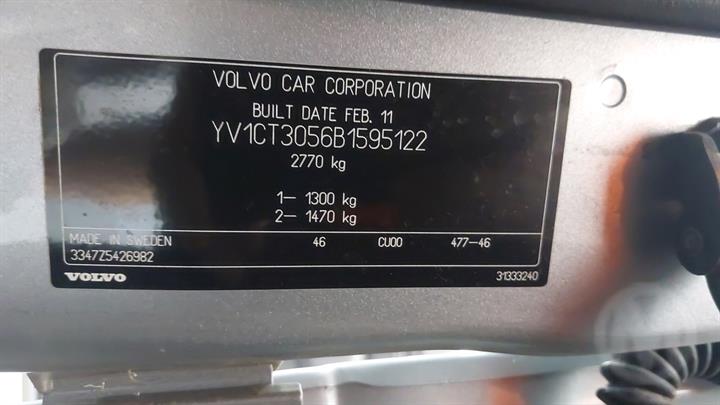 VOLVO CAR CORPORATION
BUILT DATE FEB. 11
YV1CT3056B1595122
2770 kg
1– 1300 kg
2– 1470 kg
MADE IN SWEDEN 46 CU00 477–46
3347Z5426982
VOLVO 31333240